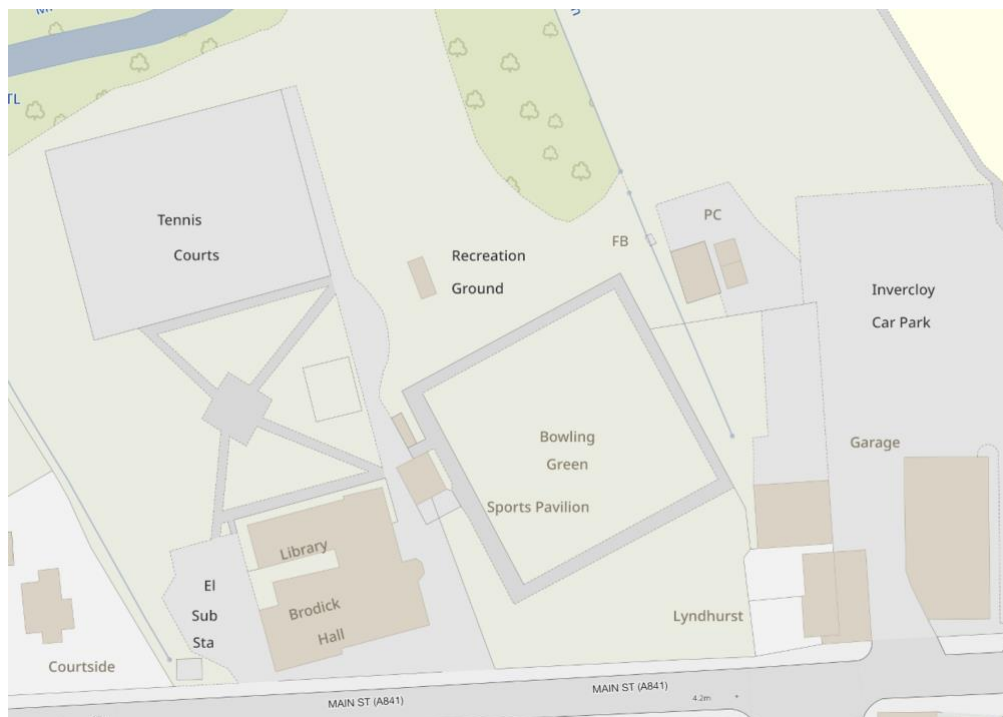 TL
Tennis
Courts
PC
FB
Recreation
Ground
Invercloy
Car Park
Bowling
Green
Garage
Sports Pavilion
Library
El
Sub
Sta
Brodick
Hall
Lyndhurst
Courtside
MAIN ST (A841)
MAIN ST (A841)
4.2m